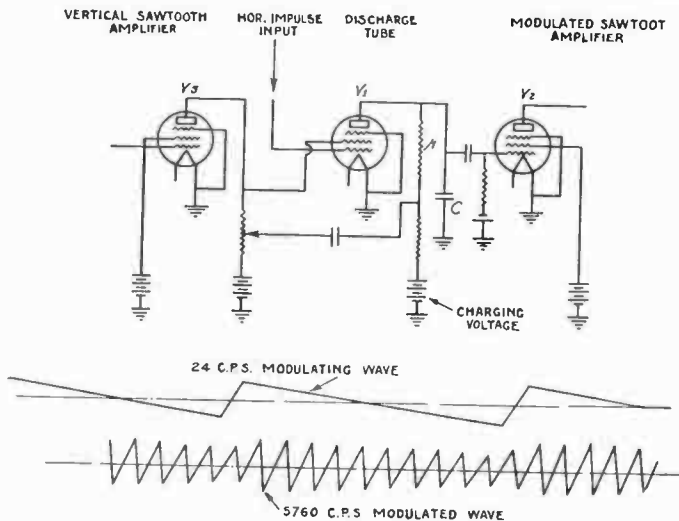 VERTICAL SAWTOOTH
AMPLIFIER
HOR. IMPULSE
INPUT
DISCHARGE
TUBE
MODULATED SAWTOOT
AMPLIFIER
V3
V1
V2
C
CHARGING
VOLTAGE
24 C.P.S. MODULATING WAVE
5760 C.P.S MODULATED WAVE